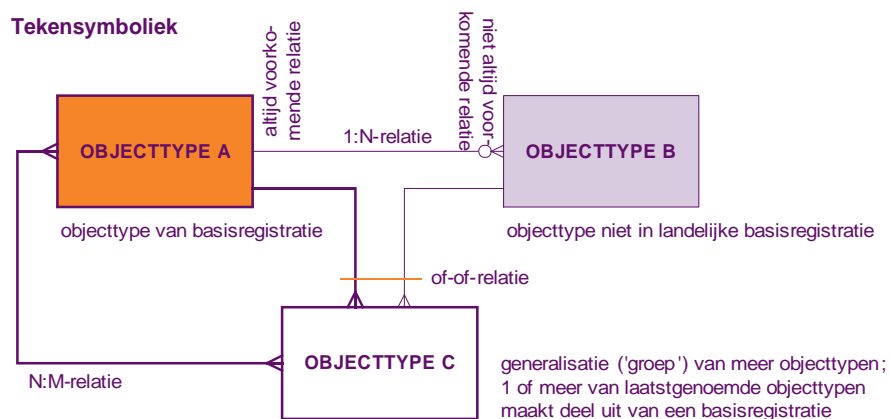 Tekensymboliek
altijd voorko-
mende relatie
niet altijd voor-
komende relatie
OBJECTTYPE A
1:N-relatie
OBJECTTYPE B
objecttype van basisregistratie
objecttype niet in landelijke basisregistratie
of-of-relatie
OBJECTTYPE C
N:M-relatie
generalisatie ('groep') van meer objecttypen;
1 of meer van laatstgenoemde objecttypen
maakt deel uit van een basisregistratie